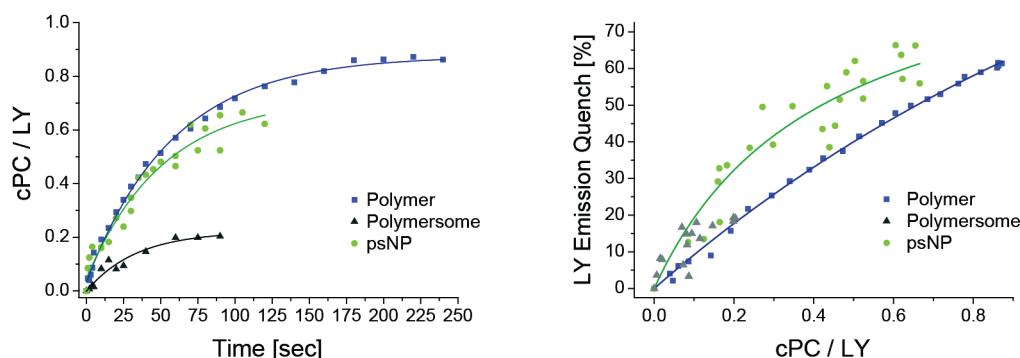 1.0
0.8
0.6
0.4
0.2
0.0
cPC / LY
0 25 50 75 100 125 150 175 200 225 250
Time [sec]
Polymer
Polymersome
psNP
70
60
50
40
30
20
10
0
LY Emission Quench [%]
0.0 0.2 0.4 0.6 0.8
cPC / LY
Polymer
Polymersome
psNP